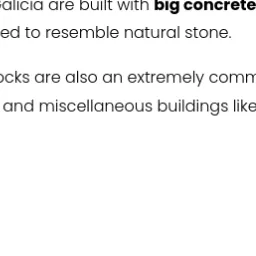 alicia are built with big concrete
ed to resemble natural stone.
ocks are also an extremely comm
and miscellaneous buildings like